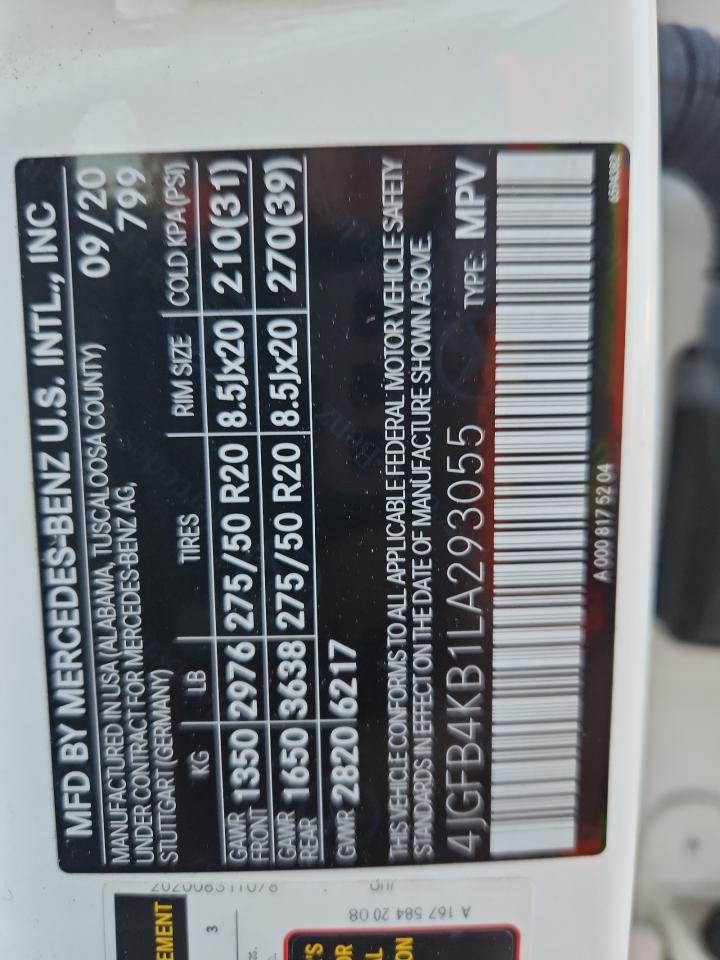 MFD BY MERCEDES-BENZ U.S. INTL., INC
MANUFACTURED IN USA (ALABAMA, TUSCALOOSA COUNTY) 09/20
UNDER CONTRACT FOR MERCEDES-BENZ AG, 799
STUTTGART (GERMANY)
KG LB TIRES RIM SIZE COLD KPA (PSI)
GAWR FRONT 1350 2976 275/50 R20 8.5Jx20 210(31)
GAWR REAR 1650 3638 275/50 R20 8.5Jx20 270(39)
GVWR 2820 6217
THIS VEHICLE CONFORMS TO ALL APPLICABLE FEDERAL MOTOR VEHICLE SAFETY
STANDARDS IN EFFECT ON THE DATE OF MANUFACTURE SHOWN ABOVE.
4JGFB4KB1LA293055 TYPE: MPV
A 000 817 52 04
A 167 584 20 08
3
EMENT
'S
OR
L
ON